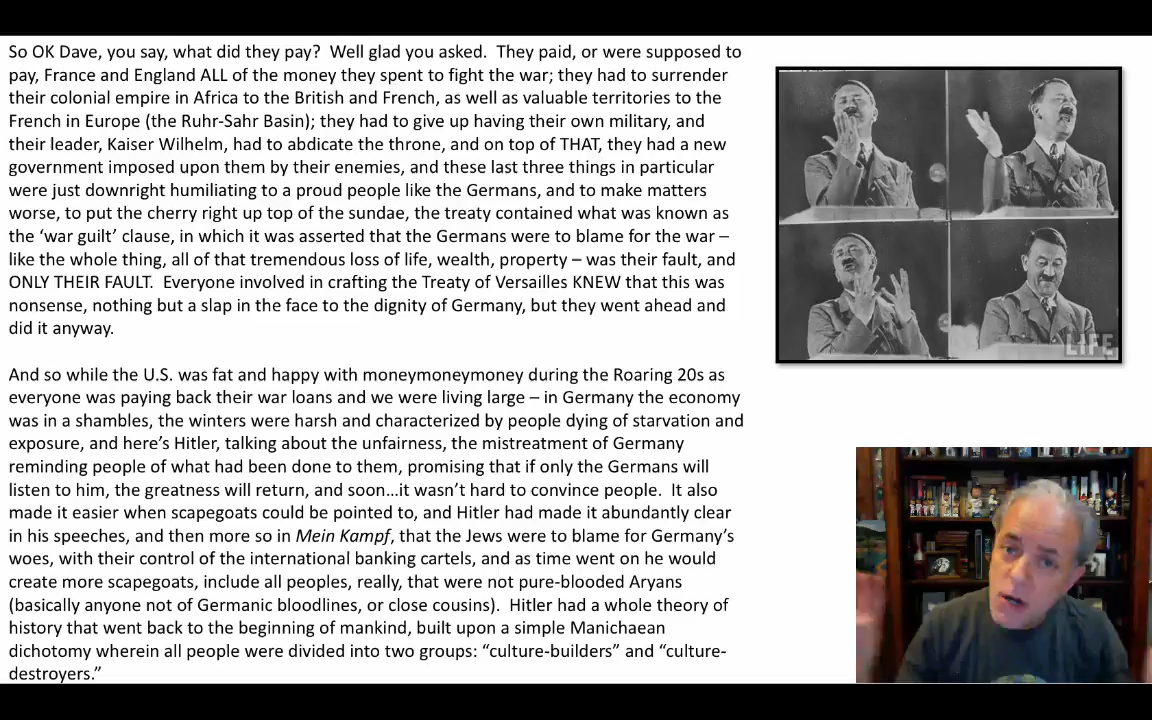 So OK Dave, you say, what did they pay?  Well glad you asked.  They paid, or were supposed to
pay, France and England ALL of the money they spent to fight the war; they had to surrender
their colonial empire in Africa to the British and French, as well as valuable territories to the
French in Europe (the Ruhr-Sahr Basin); they had to give up having their own military, and
their leader, Kaiser Wilhelm, had to abdicate the throne, and on top of THAT, they had a new
government imposed upon them by their enemies, and these last three things in particular
were just downright humiliating to a proud people like the Germans, and to make matters
worse, to put the cherry right up top of the sundae, the treaty contained what was known as
the ‘war guilt’ clause, in which it was asserted that the Germans were to blame for the war –
like the whole thing, all of that tremendous loss of life, wealth, property – was their fault, and
ONLY THEIR FAULT.  Everyone involved in crafting the Treaty of Versailles KNEW that this was
nonsense, nothing but a slap in the face to the dignity of Germany, but they went ahead and
did it anyway.
And so while the U.S. was fat and happy with moneymoneymoney during the Roaring 20s as
everyone was paying back their war loans and we were living large – in Germany the economy
was in a shambles, the winters were harsh and characterized by people dying of starvation and
exposure, and here’s Hitler, talking about the unfairness, the mistreatment of Germany
reminding people of what had been done to them, promising that if only the Germans will
listen to him, the greatness will return, and soon…it wasn’t hard to convince people.  It also
made it easier when scapegoats could be pointed to, and Hitler had made it abundantly clear
in his speeches, and then more so in Mein Kampf, that the Jews were to blame for Germany’s
woes, with their control of the international banking cartels, and as time went on he would
create more scapegoats, include all peoples, really, that were not pure-blooded Aryans
(basically anyone not of Germanic bloodlines, or close cousins).  Hitler had a whole theory of
history that went back to the beginning of mankind, built upon a simple Manichaean
dichotomy wherein all people were divided into two groups: “culture-builders” and “culture-
destroyers.”
LIFE